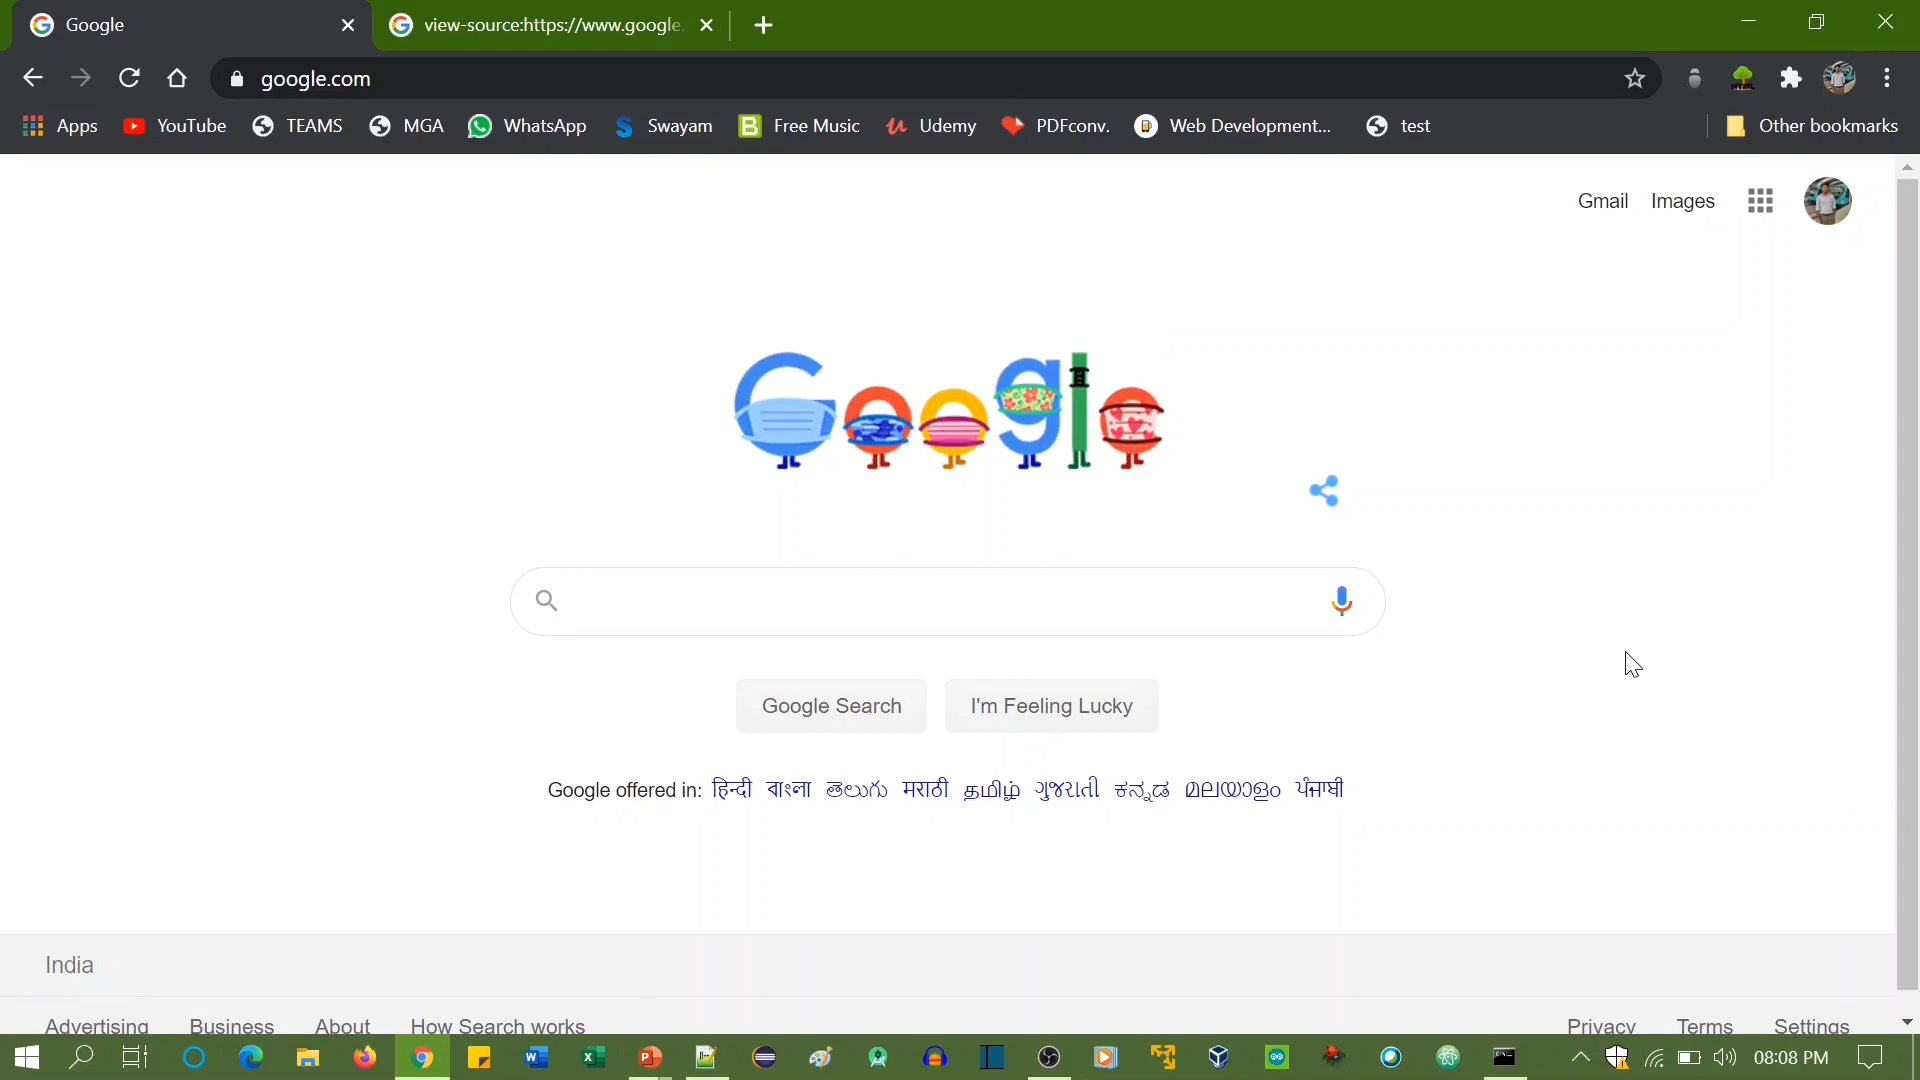 Google
view-source:https://www.google.
google.com
Apps YouTube TEAMS MGA WhatsApp Swayam Free Music Udemy PDFconv. Web Development... test Other bookmarks
Gmail Images
Google
Google Search I'm Feeling Lucky
Google offered in: हिन्दी বাংলা తెలుగు मराठी தமிழ் ગુજરાતી ಕನ್ನಡ മലയാളം ਪੰਜਾਬੀ
India
Advertising Business About How Search works Privacy Terms Settings
08:08 PM